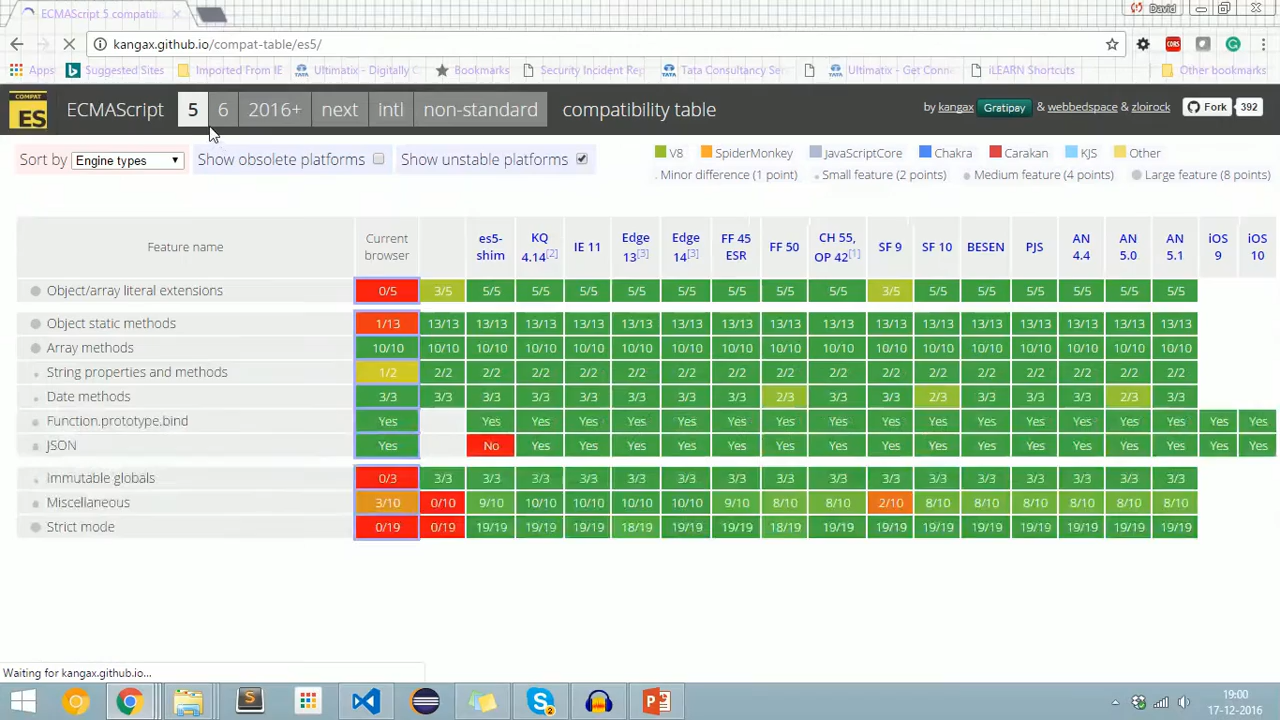 ECMAScript 5 compatib
David
kangax.github.io/compat-table/es5/
Apps Suggested Sites Imported From IE Ultimatix - Digitally C Bookmarks Security Incident Rep Tata Consultancy Serv Ultimatix - Get Conne iLEARN Shortcuts Other bookmarks
COMPAT ES ECMAScript 5 6 2016+ next intl non-standard compatibility table by kangax Gratipay & webbedspace & zloirock Fork 392
Sort by Engine types Show obsolete platforms Show unstable platforms
V8 SpiderMonkey JavaScriptCore Chakra Carakan KJS Other
Minor difference (1 point) Small feature (2 points) Medium feature (4 points) Large feature (8 points)
Feature name Current browser es5-shim KQ 4.14[2] IE 11 Edge 13[3] Edge 14[3] FF 45 ESR FF 50 CH 55, OP 42[1] SF 9 SF 10 BESEN PJS AN 4.4 AN 5.0 AN 5.1 iOS 9 iOS 10
Object/array literal extensions 0/5 3/5 5/5 5/5 5/5 5/5 5/5 5/5 5/5 5/5 3/5 5/5 5/5 5/5 5/5 5/5 5/5
Object static methods 1/13 13/13 13/13 13/13 13/13 13/13 13/13 13/13 13/13 13/13 13/13 13/13 13/13 13/13 13/13 13/13 13/13
Array methods 10/10 10/10 10/10 10/10 10/10 10/10 10/10 10/10 10/10 10/10 10/10 10/10 10/10 10/10 10/10 10/10 10/10
String properties and methods 1/2 2/2 2/2 2/2 2/2 2/2 2/2 2/2 2/2 2/2 2/2 2/2 2/2 2/2 2/2 2/2 2/2
Date methods 3/3 3/3 3/3 3/3 3/3 3/3 3/3 3/3 2/3 3/3 3/3 2/3 3/3 3/3 3/3 2/3 3/3
Function.prototype.bind Yes Yes Yes Yes Yes Yes Yes Yes Yes Yes Yes Yes Yes Yes Yes Yes Yes Yes
JSON Yes No Yes Yes Yes Yes Yes Yes Yes Yes Yes Yes Yes Yes Yes Yes Yes Yes
Immutable globals 0/3 3/3 3/3 3/3 3/3 3/3 3/3 3/3 3/3 3/3 3/3 3/3 3/3 3/3 3/3 3/3 3/3
Miscellaneous 3/10 0/10 9/10 10/10 10/10 10/10 10/10 9/10 8/10 8/10 2/10 8/10 8/10 8/10 8/10 8/10 8/10
Strict mode 0/19 0/19 19/19 19/19 19/19 18/19 19/19 19/19 18/19 19/19 19/19 19/19 19/19 19/19 19/19 19/19 19/19
Waiting for kangax.github.io...
19:00
17-12-2016